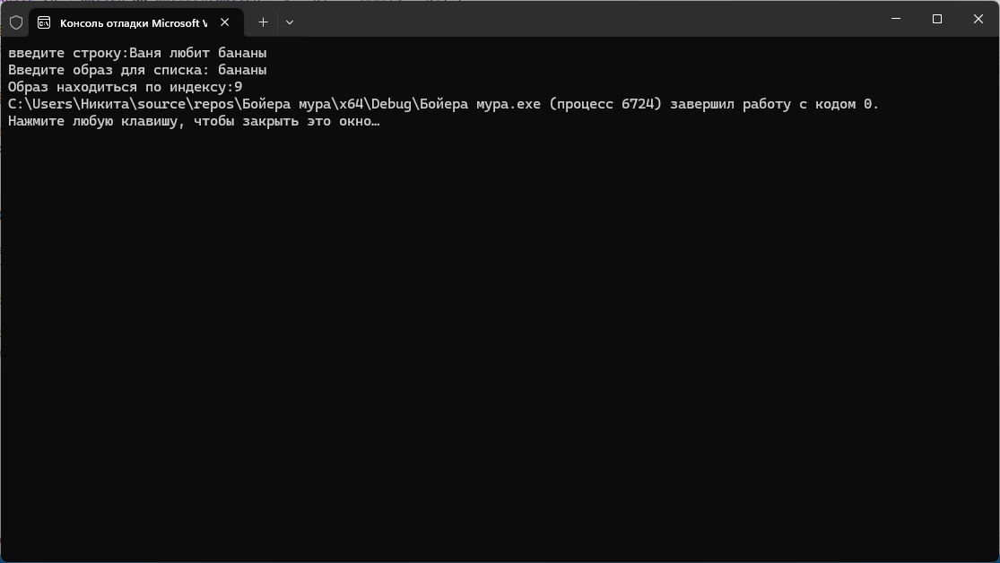 Консоль отладки Microsoft V
введите строку:Ваня любит бананы
Введите образ для списка: бананы
Образ находиться по индексу:9
C:\Users\Никита\source\repos\Бойера мура\x64\Debug\Бойера мура.exe (процесс 6724) завершил работу с кодом 0.
Нажмите любую клавишу, чтобы закрыть это окно…